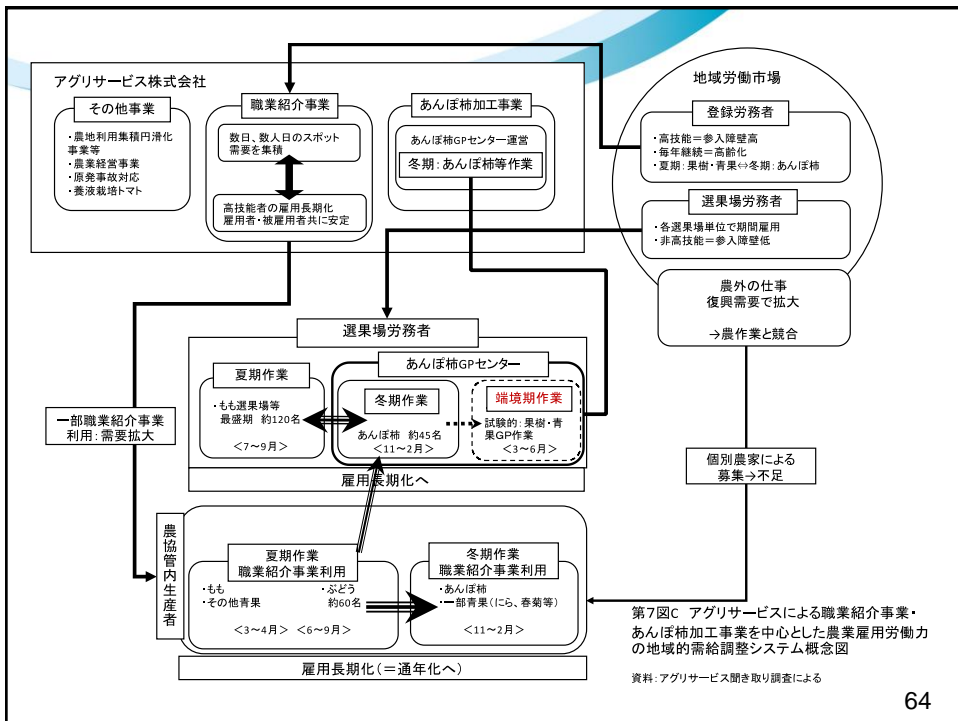 アグリサービス株式会社
その他事業
・農地利用集積円滑化
事業等
・農業経営事業
・原発事故対応
・養液栽培トマト
職業紹介事業
数日、数人日のスポット
需要を集積
高技能者の雇用長期化
雇用者・被雇用者共に安定
あんぽ柿加工事業
あんぽ柿GPセンター運営
冬期:あんぽ柿等作業
地域労働市場
登録労務者
・高技能=参入障壁高
・毎年継続=高齢化
・夏期:果樹・青果⇔冬期:あんぽ柿
選果場労務者
・各選果場単位で期間雇用
・非高技能=参入障壁低
農外の仕事
復興需要で拡大
→農作業と競合
選果場労務者
あんぽ柿GPセンター
夏期作業
・もも選果場等
最盛期 約120名
<7~9月>
冬期作業
あんぽ柿 約45名
<11~2月>
端境期作業
試験的:果樹・青
果GP作業
<3~6月>
雇用長期化へ
一部職業紹介事業
利用:需要拡大
個別農家による
募集→不足
農協管内生産者
夏期作業
職業紹介事業利用
・もも ・ぶどう
・その他青果 約60名
<3~4月> <6~9月>
冬期作業
職業紹介事業利用
・あんぽ柿
・一部青果(にら、春菊等)
<11~2月>
雇用長期化(=通年化へ)
第7図C アグリサービスによる職業紹介事業・
あんぽ柿加工事業を中心とした農業雇用労働力
の地域的需給調整システム概念図
資料:アグリサービス聞き取り調査による
64